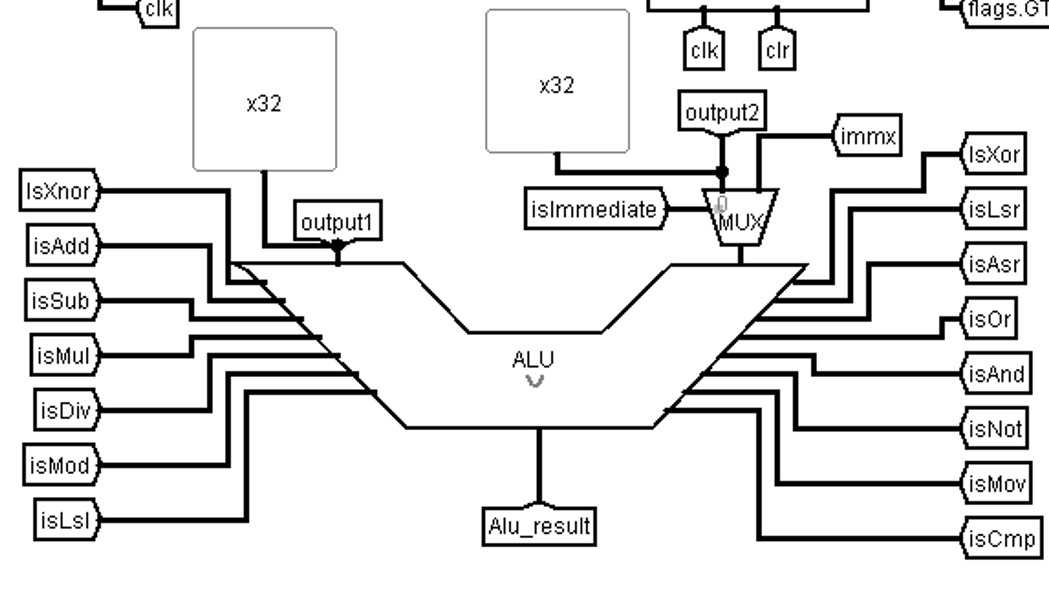 clk
flags.GT
clk
clr
x32
x32
output2
immx
IsXnor
isImmediate
0
MUX
IsXor
output1
isLsr
isAdd
isAsr
isSub
isOr
isMul
ALU
isAnd
isDiv
isNot
isMod
isMov
isLsl
Alu_result
isCmp